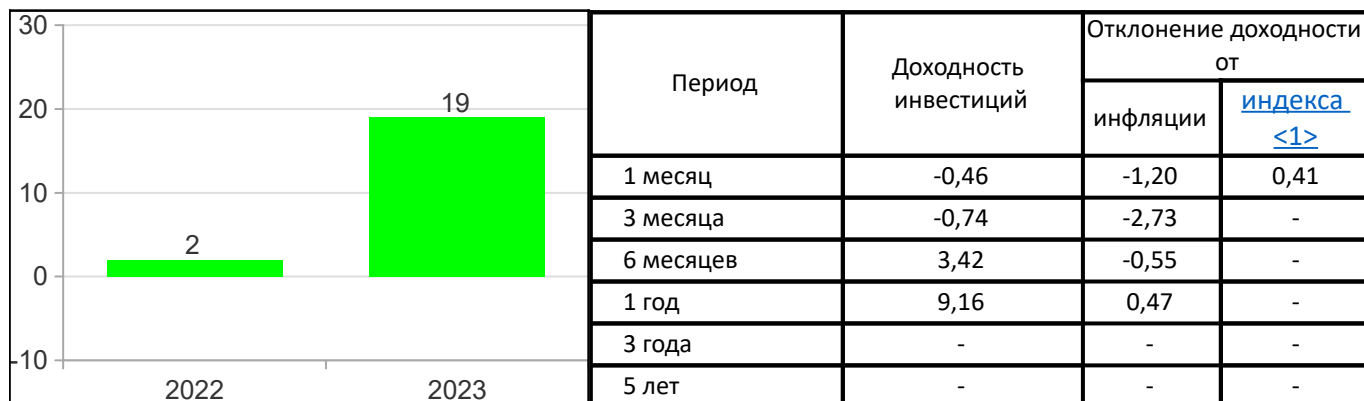 30
20
10
0
-10
2
19
2022
2023
Период
Доходность
инвестиций
Отклонение доходности
от
инфляции
индекса
<1>
1 месяц -0,46 -1,20 0,41
3 месяца -0,74 -2,73 -
6 месяцев 3,42 -0,55 -
1 год 9,16 0,47 -
3 года - - -
5 лет - - -